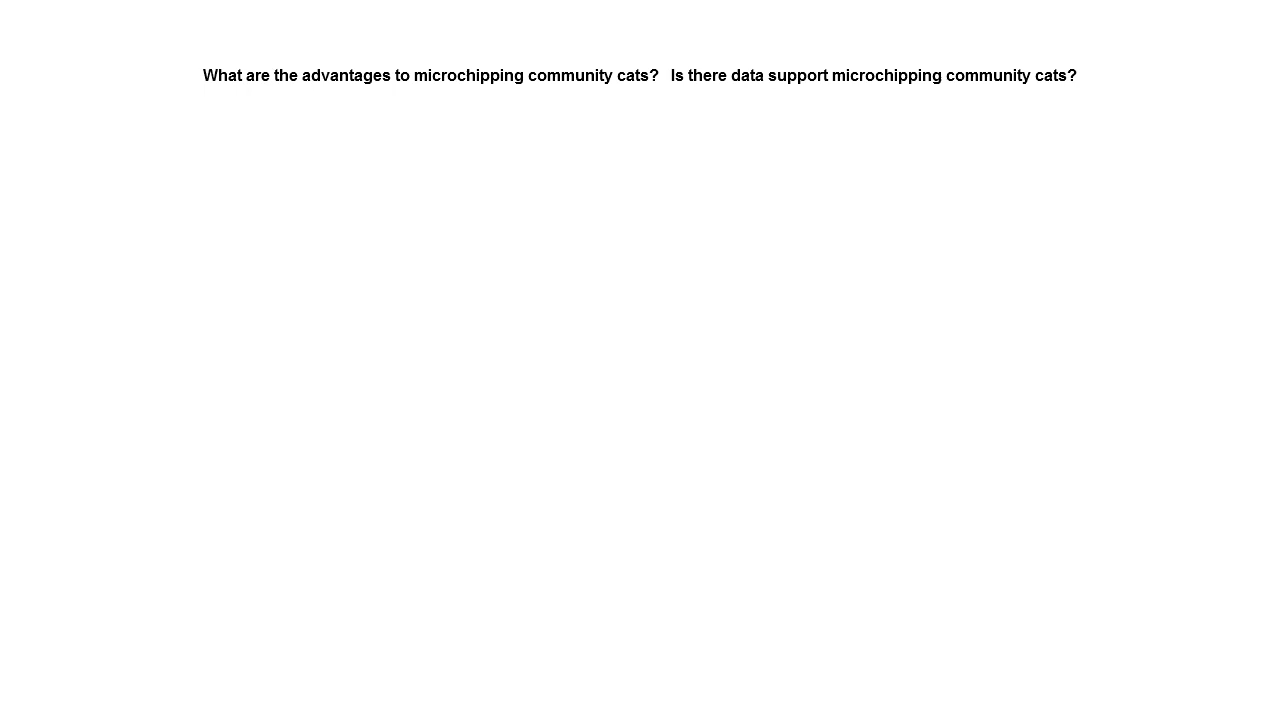 What are the advantages to microchipping community cats?  Is there data support microchipping community cats?